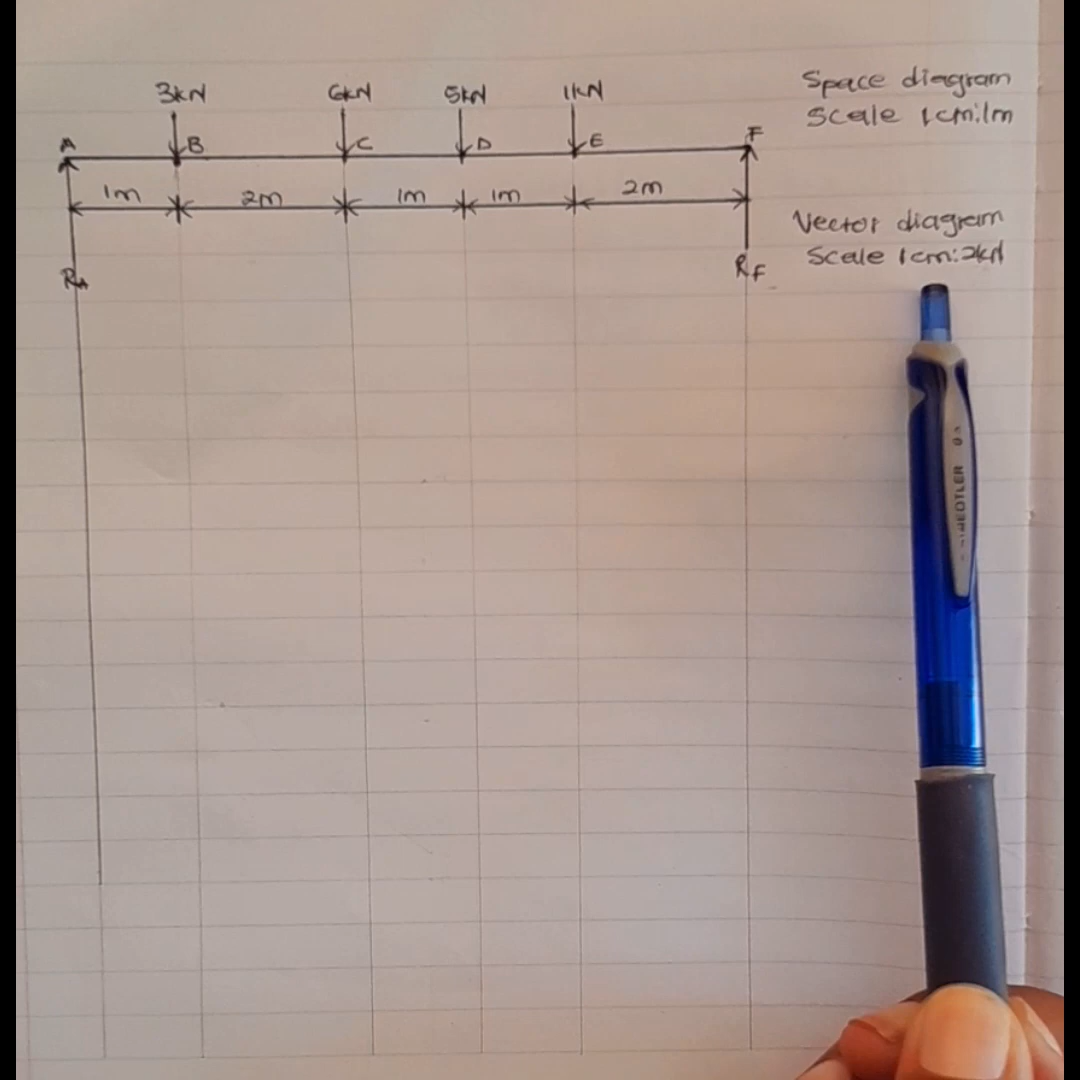 3kN 6kN 5kN 1kN
A B C D E F
1m 2m 1m 1m 2m
RA RF
Space diagram
Scale 1cm:1m
Vector diagram
Scale 1cm:2kN